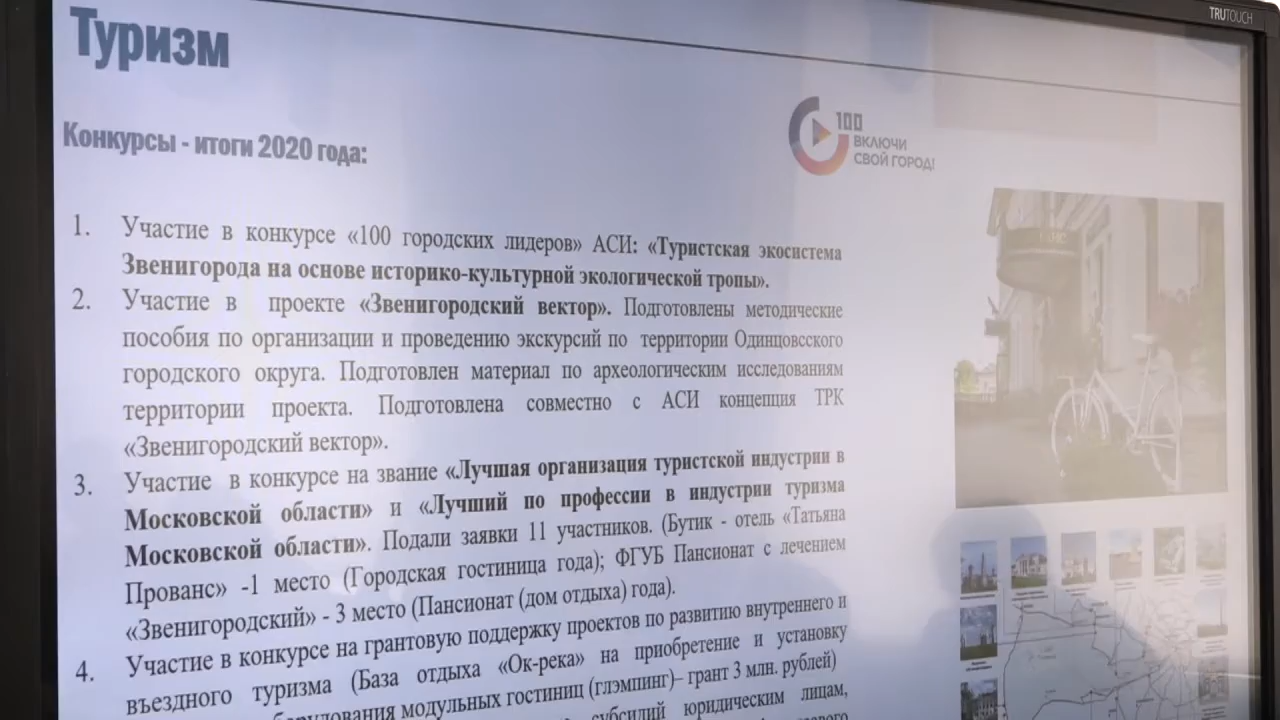 TRUTOUCH
Туризм
100
ВКЛЮЧИ
СВОЙ ГОРОД!
Конкурсы - итоги 2020 года:
1. Участие в конкурсе «100 городских лидеров» АСИ: «Туристская экосистема
Звенигорода на основе историко-культурной экологической тропы».
2. Участие в проекте «Звенигородский вектор». Подготовлены методические
пособия по организации и проведению экскурсий по территории Одинцовсского
городского округа. Подготовлен материал по археологическим исследованиям
территории проекта. Подготовлена совместно с АСИ концепция ТРК
«Звенигородский вектор».
3. Участие в конкурсе на звание «Лучшая организация туристской индустрии в
Московской области» и «Лучший по профессии в индустрии туризма
Московской области». Подали заявки 11 участников. (Бутик - отель «Татьяна
Прованс» -1 место (Городская гостиница года); ФГУБ Пансионат с лечением
«Звенигородский» - 3 место (Пансионат (дом отдыха) года).
4. Участие в конкурсе на грантовую поддержку проектов по развитию внутреннего и
въездного туризма (База отдыха «Ок-река» на приобретение и установку
модульных гостиниц (глэмпинг)– грант 3 млн. рублей)
субсидий юридическим лицам,